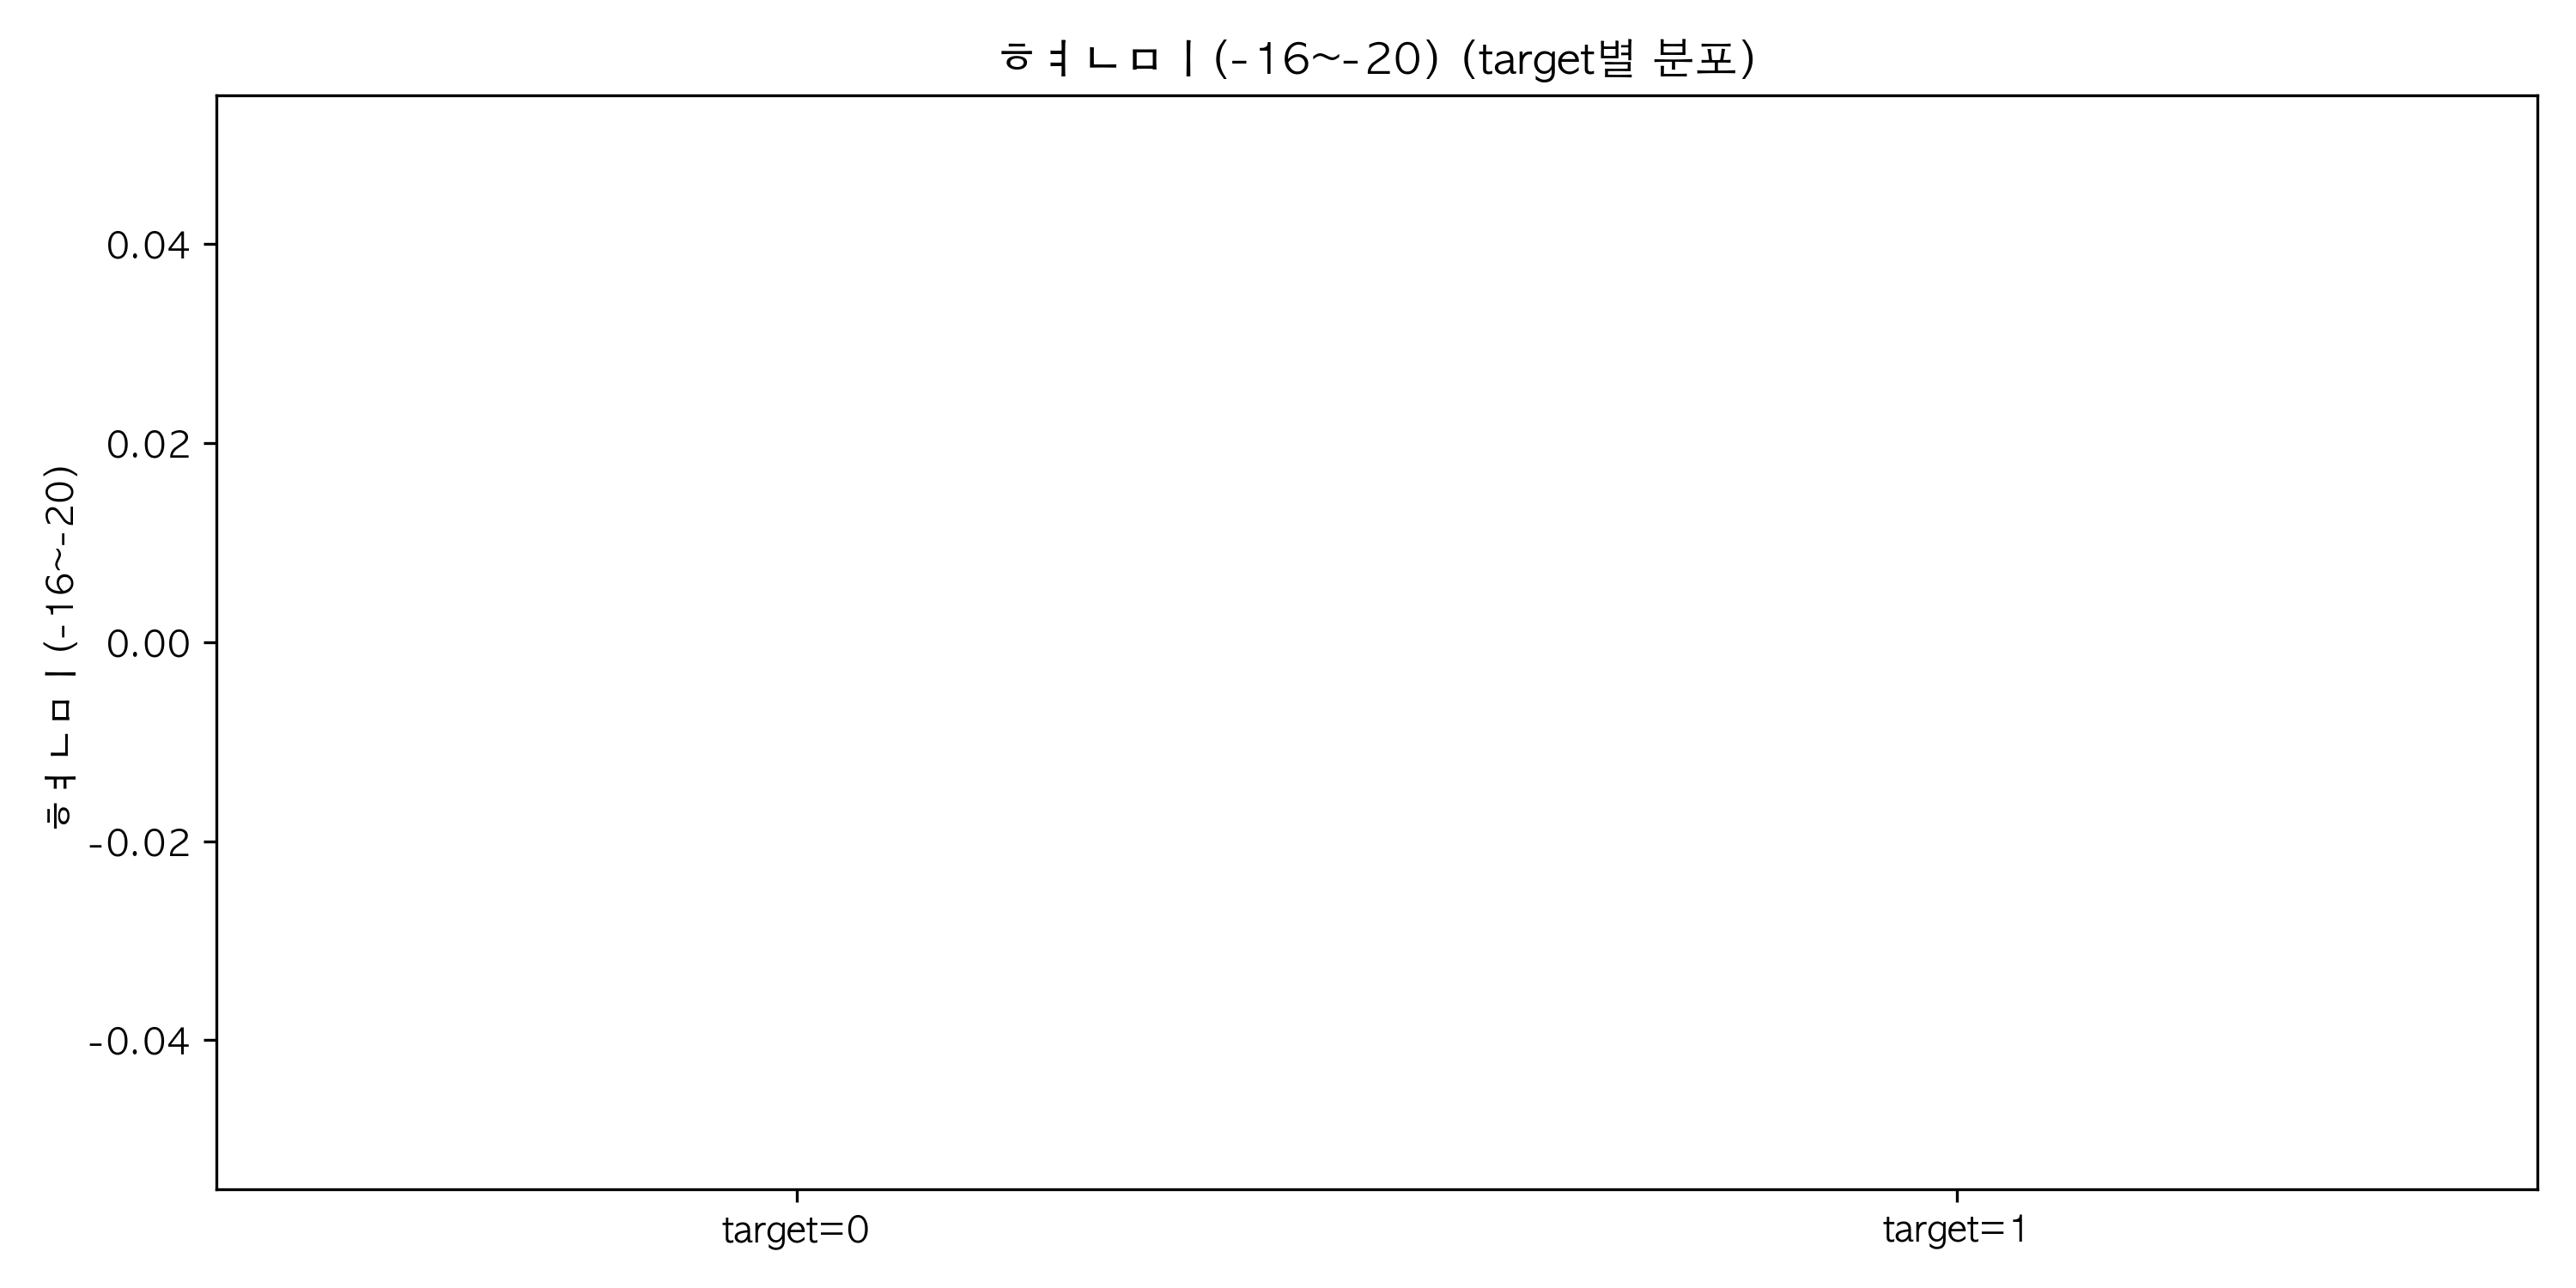 ㅎㅕㄴㅁㅣ(-16~-20) (target별 분포)
ㅎㅕㄴㅁㅣ(-16~-20)
0.04
0.02
0.00
-0.02
-0.04
target=0
target=1